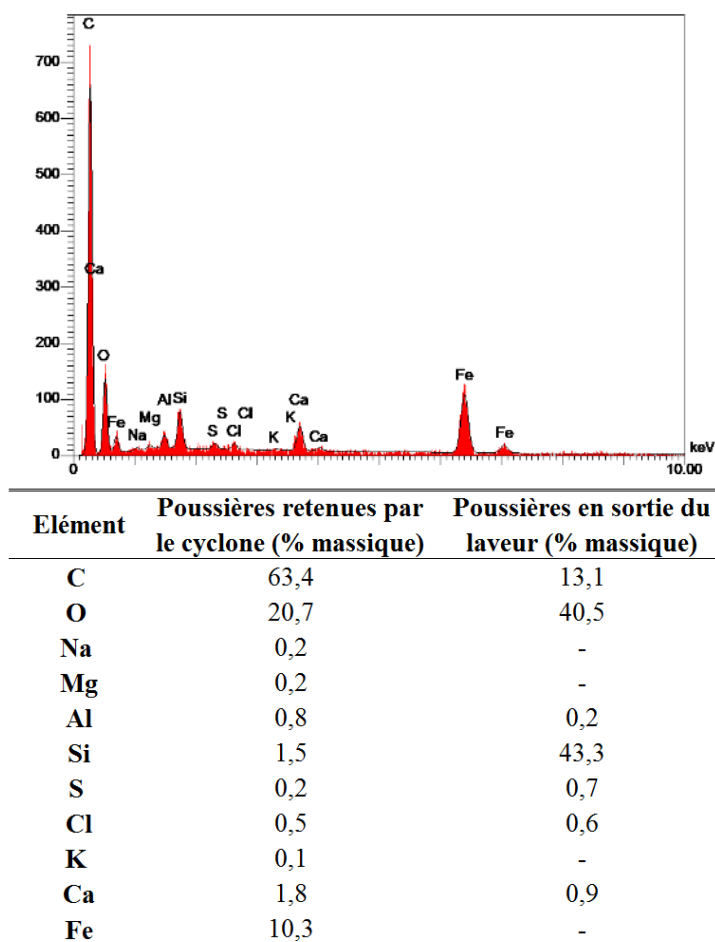 C
700
600
500
400
300
Ca
200
O
100
Fe
Na
Mg
Al
Si
S
S
Cl
Cl
K
K
Ca
Ca
Fe
Fe
0
0
10.00
keV
Elément Poussières retenues par le cyclone (% massique) Poussières en sortie du laveur (% massique)
C 63,4 13,1
O 20,7 40,5
Na 0,2 -
Mg 0,2 -
Al 0,8 0,2
Si 1,5 43,3
S 0,2 0,7
Cl 0,5 0,6
K 0,1 -
Ca 1,8 0,9
Fe 10,3 -